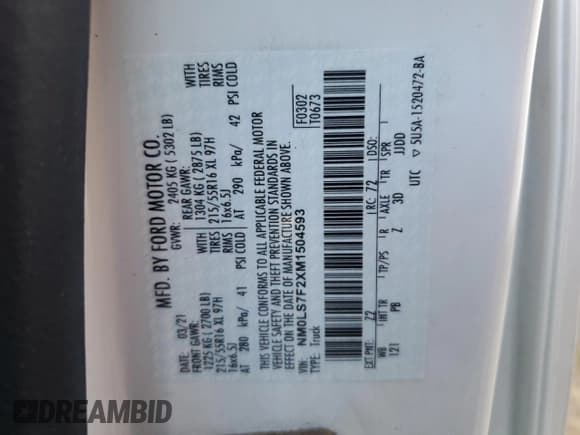 MFD. BY FORD MOTOR CO.
DATE: 03/21 GVWR: 2405 KG ( 5302 LB)
FRONT GAWR: REAR GAWR:
1225 KG ( 2700 LB) WITH 1304 KG ( 2875 LB) WITH
215/55R16 XL 97H TIRES 215/55R16 XL 97H TIRES
16x6.5J RIMS 16x6.5J RIMS
AT 280 kPa/ 41 PSI COLD AT 290 kPa/ 42 PSI COLD
THIS VEHICLE CONFORMS TO ALL APPLICABLE FEDERAL MOTOR
VEHICLE SAFETY AND THEFT PREVENTION STANDARDS IN
EFFECT ON THE DATE OF MANUFACTURE SHOWN ABOVE.
VIN: NM0LS7F2XM1504593 F0302
TYPE: Truck T0673
EXT PNT: Z2 RC: 72 DSO:
WB INT TR TP/PS R AXLE TR SPR
121 PB Z 3D JJDD
UTC ▽ 5U5A-1520472-BA
DREAMBID